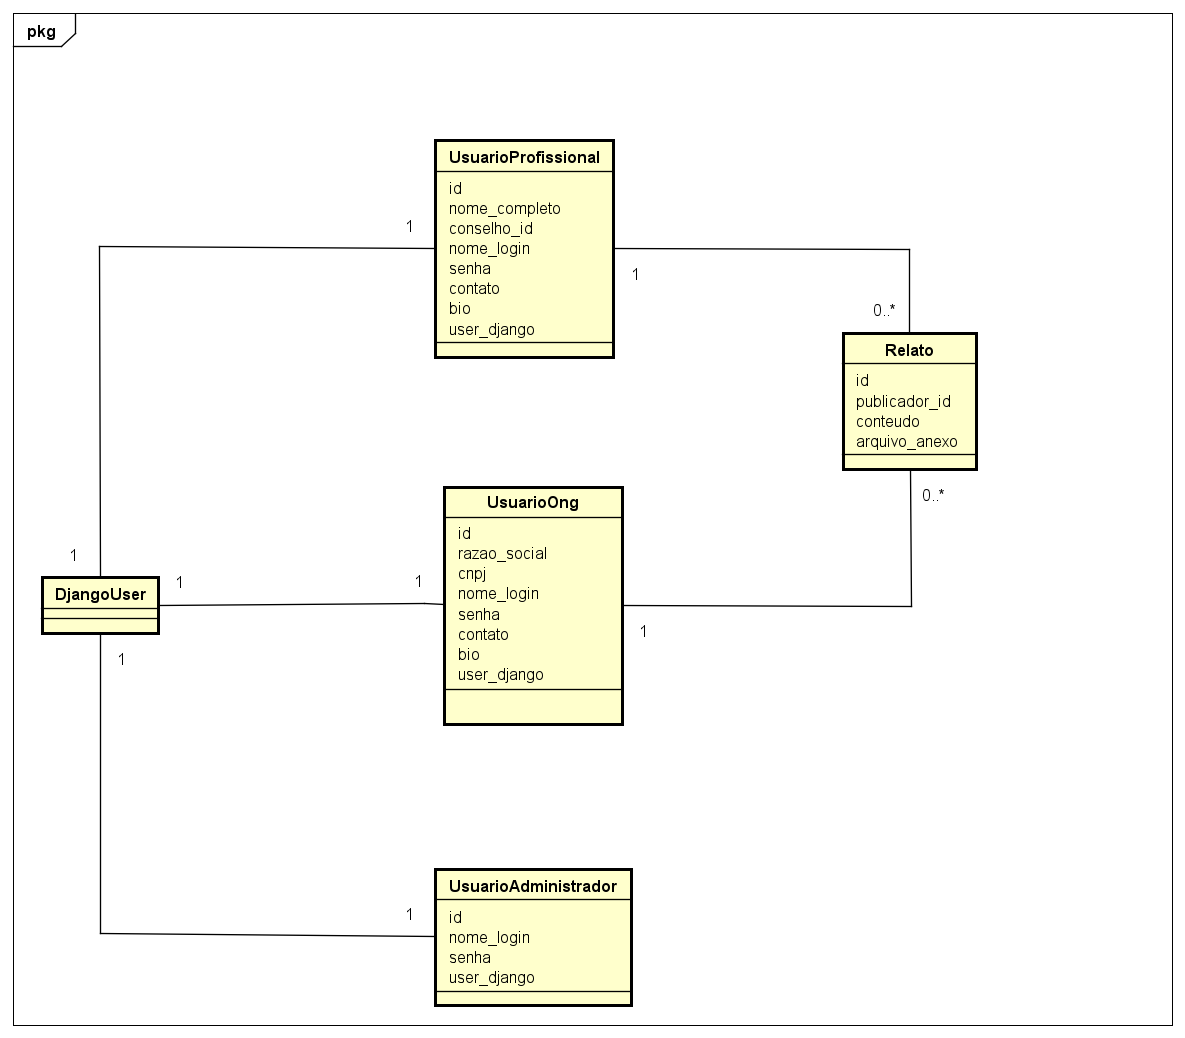 pkg
UsuarioProfissional
id
nome_completo
conselho_id
nome_login
senha
contato
bio
user_django
1
1
0..*
Relato
id
publicador_id
conteudo
arquivo_anexo
0..*
UsuarioOng
id
razao_social
cnpj
nome_login
senha
contato
bio
user_django
1
1
1
1
DjangoUser
1
UsuarioAdministrador
id
nome_login
senha
user_django
1